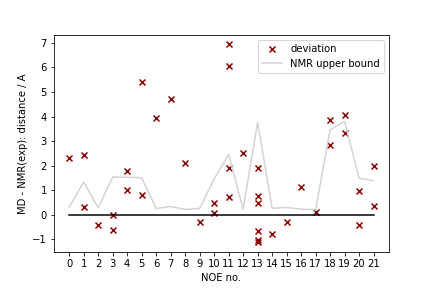 deviation
NMR upper bound
7
6
5
4
3
2
1
0
−1
MD - NMR(exp): distance / A
0 1 2 3 4 5 6 7 8 9 10 11 12 13 14 15 16 17 18 19 20 21
NOE no.